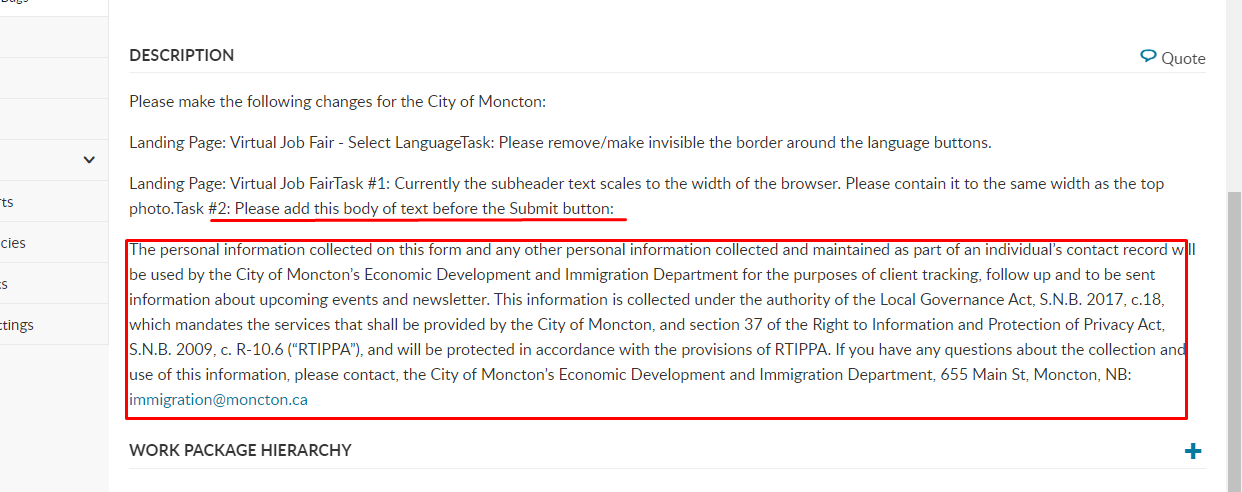 DESCRIPTION
Quote
Please make the following changes for the City of Moncton:
Landing Page: Virtual Job Fair - Select LanguageTask: Please remove/make invisible the border around the language buttons.
Landing Page: Virtual Job FairTask #1: Currently the subheader text scales to the width of the browser. Please contain it to the same width as the top
photo.Task #2: Please add this body of text before the Submit button:
The personal information collected on this form and any other personal information collected and maintained as part of an individual’s contact record will
be used by the City of Moncton’s Economic Development and Immigration Department for the purposes of client tracking, follow up and to be sent
information about upcoming events and newsletter. This information is collected under the authority of the Local Governance Act, S.N.B. 2017, c.18,
which mandates the services that shall be provided by the City of Moncton, and section 37 of the Right to Information and Protection of Privacy Act,
S.N.B. 2009, c. R-10.6 (“RTIPPA”), and will be protected in accordance with the provisions of RTIPPA. If you have any questions about the collection and
use of this information, please contact, the City of Moncton's Economic Development and Immigration Department, 655 Main St, Moncton, NB:
immigration@moncton.ca
WORK PACKAGE HIERARCHY